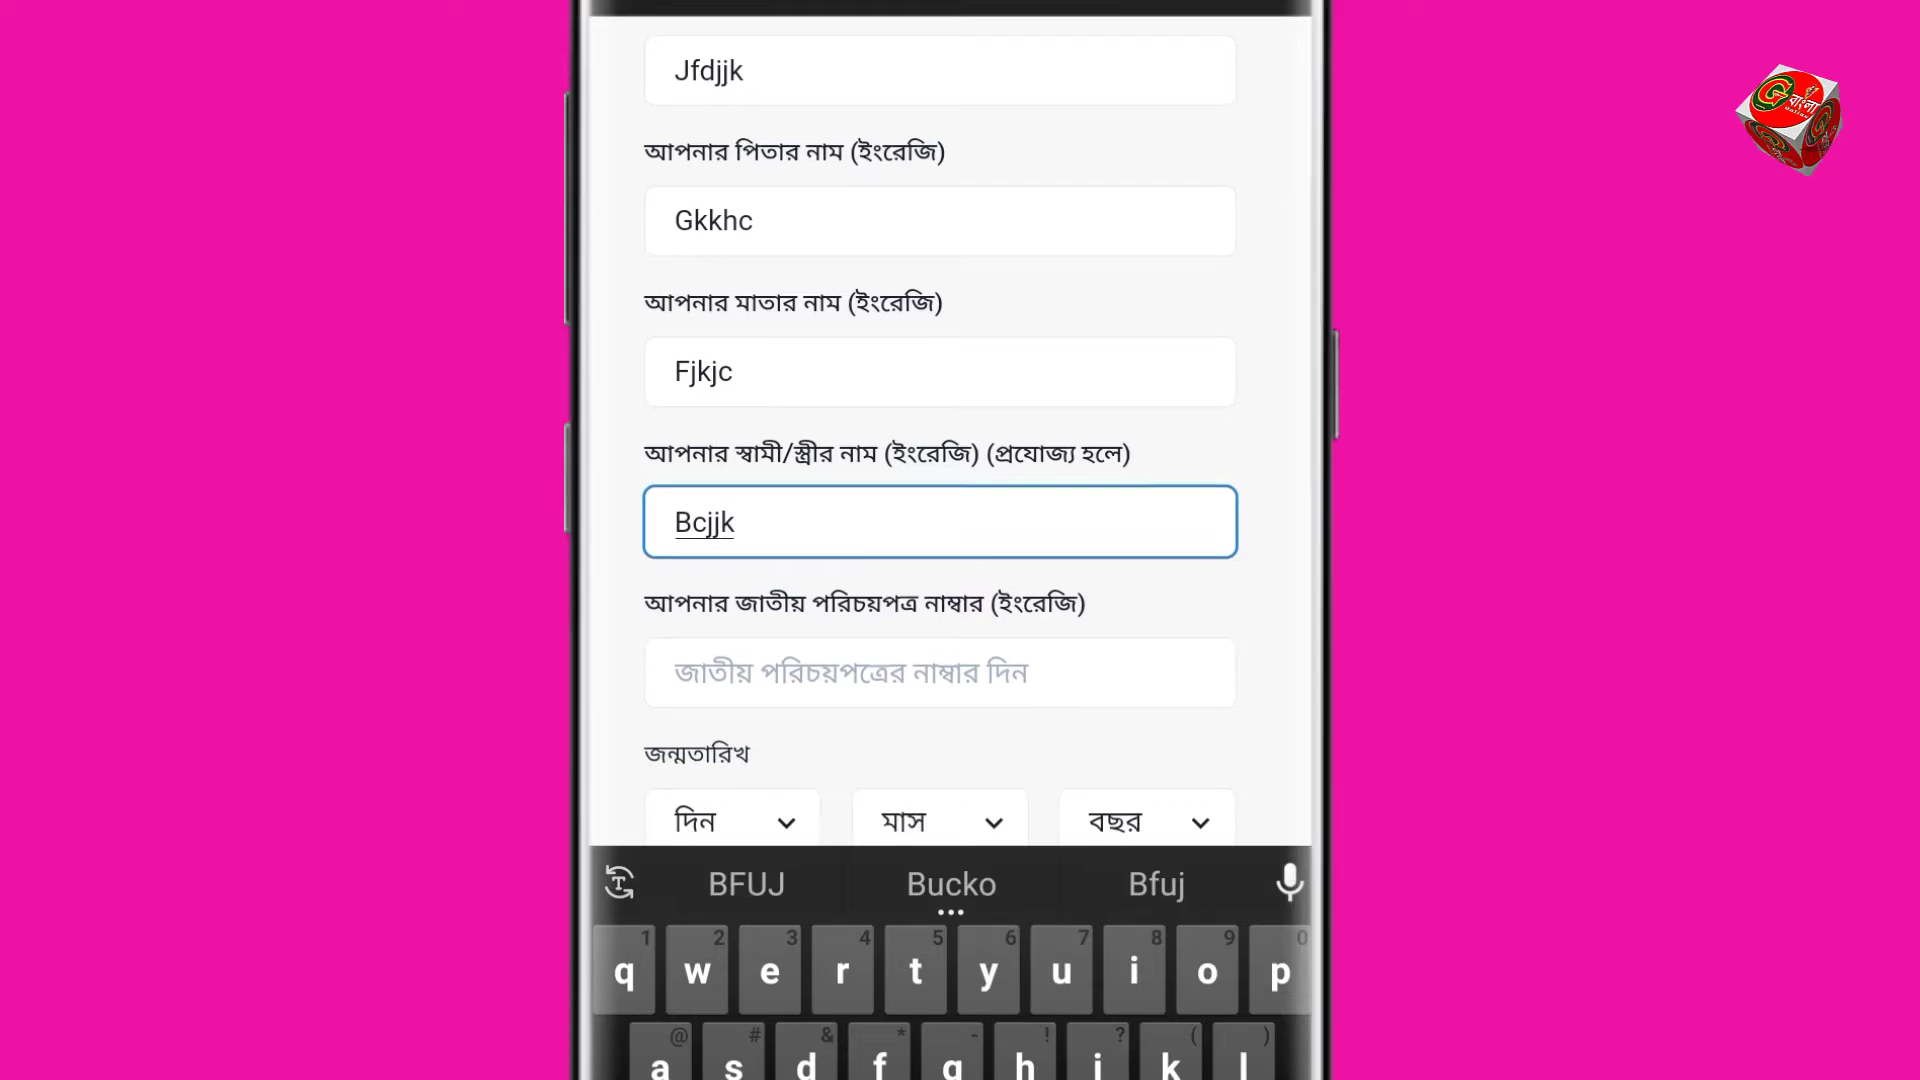 Jfdjjk
আপনার পিতার নাম (ইংরেজি)
Gkkhc
আপনার মাতার নাম (ইংরেজি)
Fjkjc
আপনার স্বামী/স্ত্রীর নাম (ইংরেজি) (প্রযোজ্য হলে)
Bcjjk
আপনার জাতীয় পরিচয়পত্র নাম্বার (ইংরেজি)
জাতীয় পরিচয়পত্রের নাম্বার দিন
জন্মতারিখ
দিন মাস বছর
BFUJ Bucko Bfuj
1 2 3 4 5 6 7 8 9 0
q w e r t y u i o p
@ # & * - ! ? ( )
a s d f g h j k l
G বাংলা